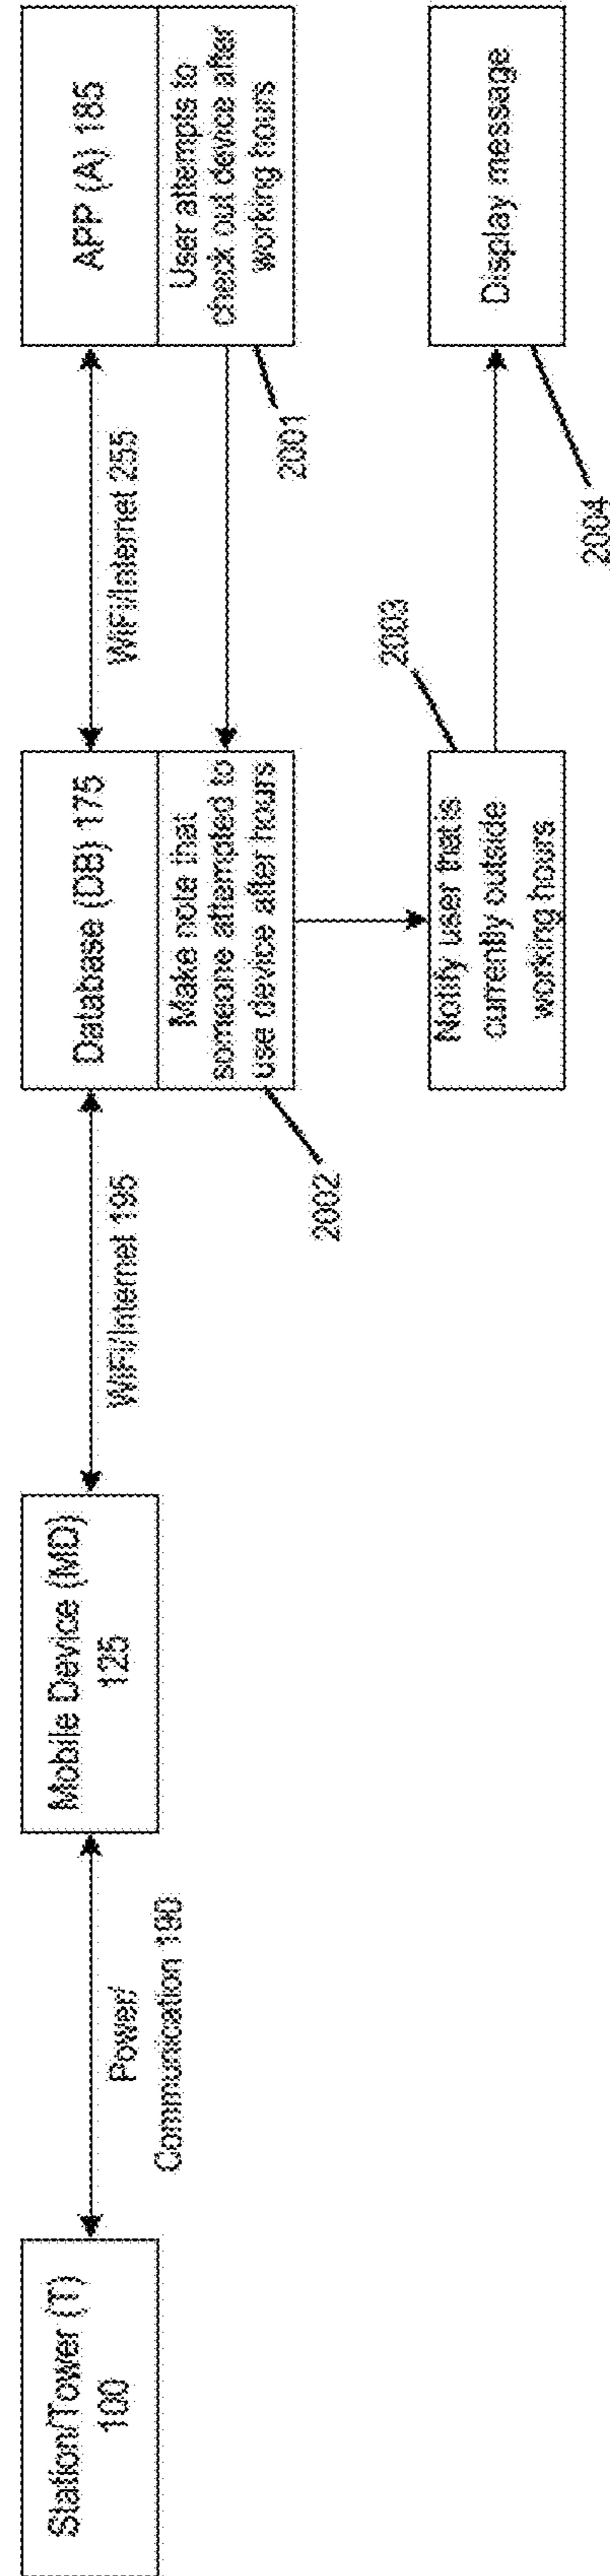 Station/Tower (T)
100
Power/
Communication 190
Mobile Device (MD)
125
WiFi/Internet 195
Database (DB) 175
Make note that
someone attempted to
use device after hours
2002
WiFi/Internet 255
APP (A) 185
User attempts to
check out device after
working hours
2001
Notify user that is
currently outside
working hours
2003
Display message
2004